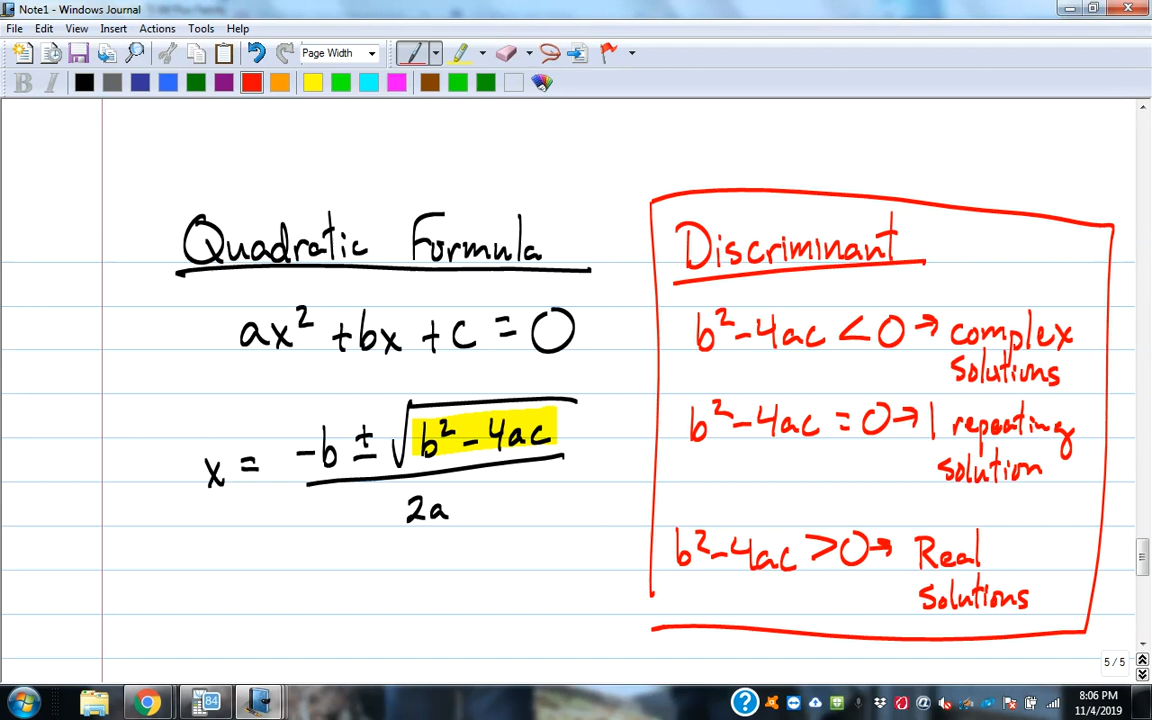 Note1 - Windows Journal
File Edit View Insert Actions Tools Help
Page Width
B I
Quadratic Formula
ax² + bx + c = 0
x = -b ± √b² - 4ac
2a
Discriminant
b² - 4ac < 0 → complex
solutions
b² - 4ac = 0 → 1 repeating
solution
b² - 4ac > 0 → Real
solutions
5 / 5
84
8:06 PM
11/4/2019